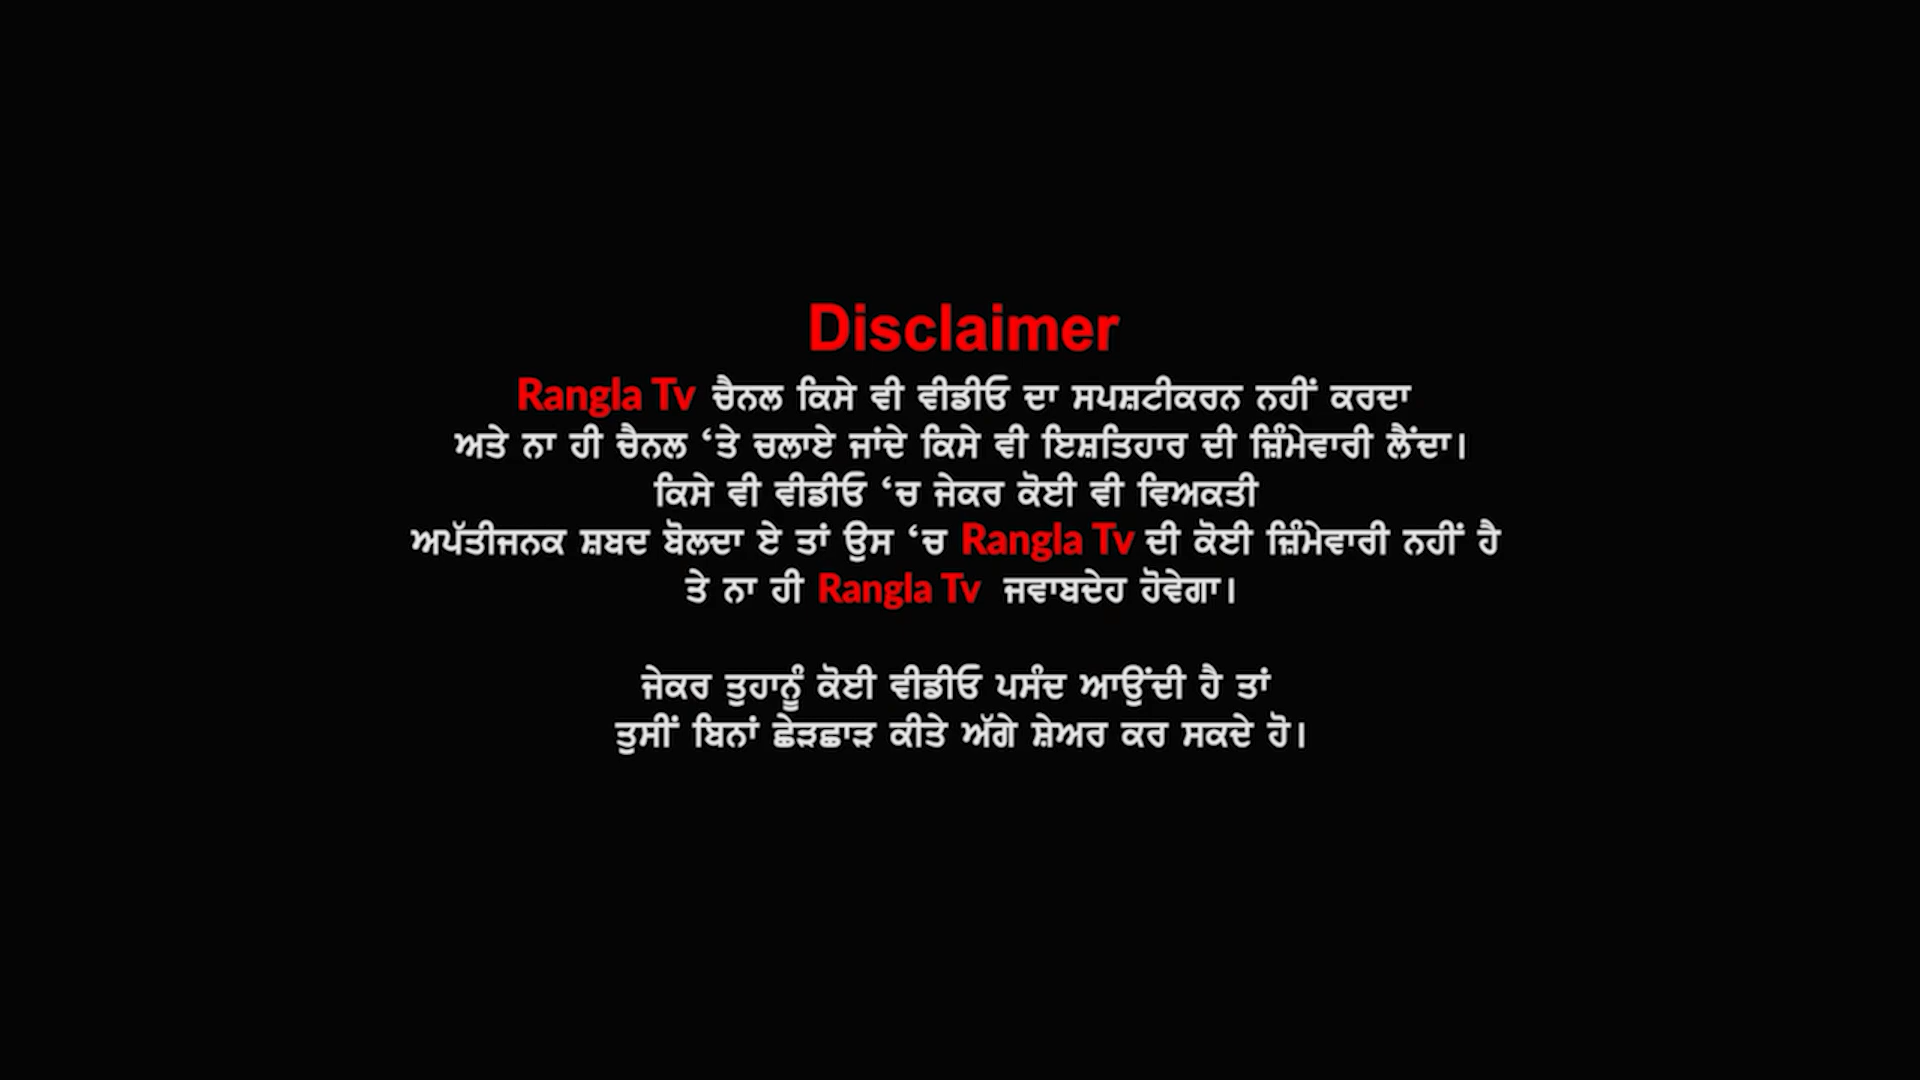 Disclaimer
Rangla Tv ਚੈਨਲ ਕਿਸੇ ਵੀ ਵੀਡੀਓ ਦਾ ਸਪਸ਼ਟੀਕਰਨ ਨਹੀਂ ਕਰਦਾ
ਅਤੇ ਨਾ ਹੀ ਚੈਨਲ ‘ਤੇ ਚਲਾਏ ਜਾਂਦੇ ਕਿਸੇ ਵੀ ਇਸ਼ਤਿਹਾਰ ਦੀ ਜ਼ਿੰਮੇਵਾਰੀ ਲੈਂਦਾ।
ਕਿਸੇ ਵੀ ਵੀਡੀਓ ‘ਚ ਜੇਕਰ ਕੋਈ ਵੀ ਵਿਅਕਤੀ
ਅਪੱਤੀਜਨਕ ਸ਼ਬਦ ਬੋਲਦਾ ਏ ਤਾਂ ਉਸ ‘ਚ Rangla Tv ਦੀ ਕੋਈ ਜ਼ਿੰਮੇਵਾਰੀ ਨਹੀਂ ਹੈ
ਤੇ ਨਾ ਹੀ Rangla Tv ਜਵਾਬਦੇਹ ਹੋਵੇਗਾ।
ਜੇਕਰ ਤੁਹਾਨੂੰ ਕੋਈ ਵੀਡੀਓ ਪਸੰਦ ਆਉਂਦੀ ਹੈ ਤਾਂ
ਤੁਸੀਂ ਬਿਨਾਂ ਛੇੜਛਾੜ ਕੀਤੇ ਅੱਗੇ ਸ਼ੇਅਰ ਕਰ ਸਕਦੇ ਹੋ।